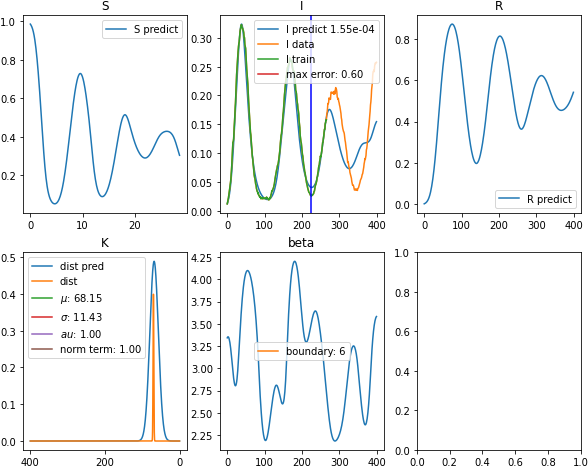 S
S predict
1.0
0.8
0.6
0.4
0.2
0 10 20
I
I predict 1.55e-04
I data
I train
max error: 0.60
0.30
0.25
0.20
0.15
0.10
0.05
0.00
0 100 200 300 400
R
R predict
0.8
0.6
0.4
0.2
0.0
0 100 200 300 400
K
dist pred
dist
μ: 68.15
σ: 11.43
au: 1.00
norm term: 1.00
0.5
0.4
0.3
0.2
0.1
0.0
400 200 0
beta
boundary: 6
4.25
4.00
3.75
3.50
3.25
3.00
2.75
2.50
2.25
0 100 200 300 400
1.0
0.8
0.6
0.4
0.2
0.0
0.0 0.2 0.4 0.6 0.8 1.0